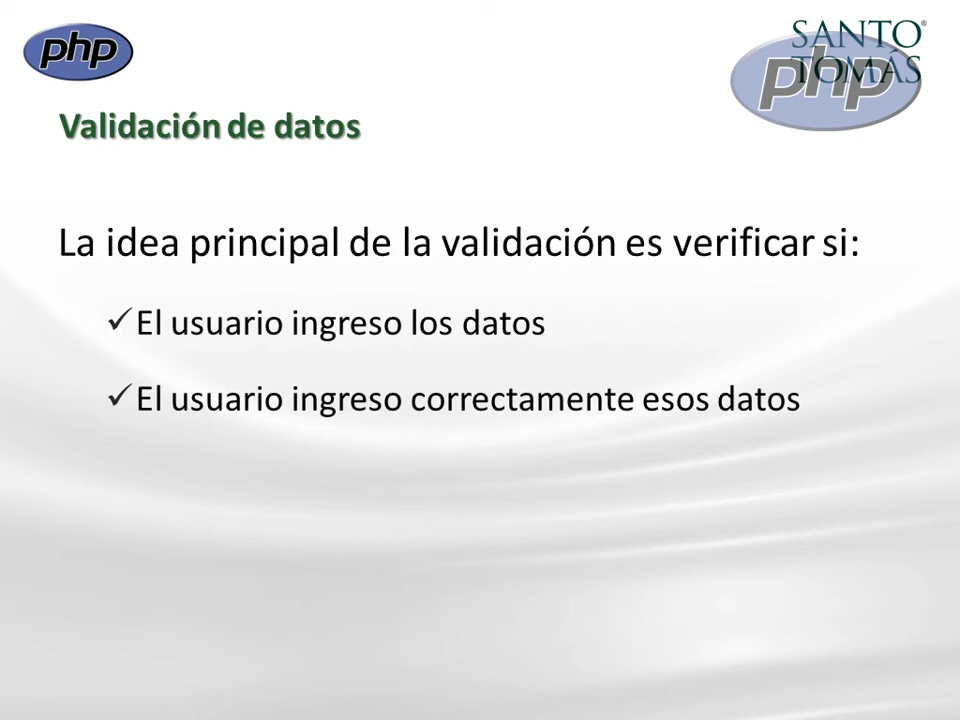 php
SANTO
TOMÁS
php
Validación de datos
La idea principal de la validación es verificar si:
✓El usuario ingreso los datos
✓El usuario ingreso correctamente esos datos